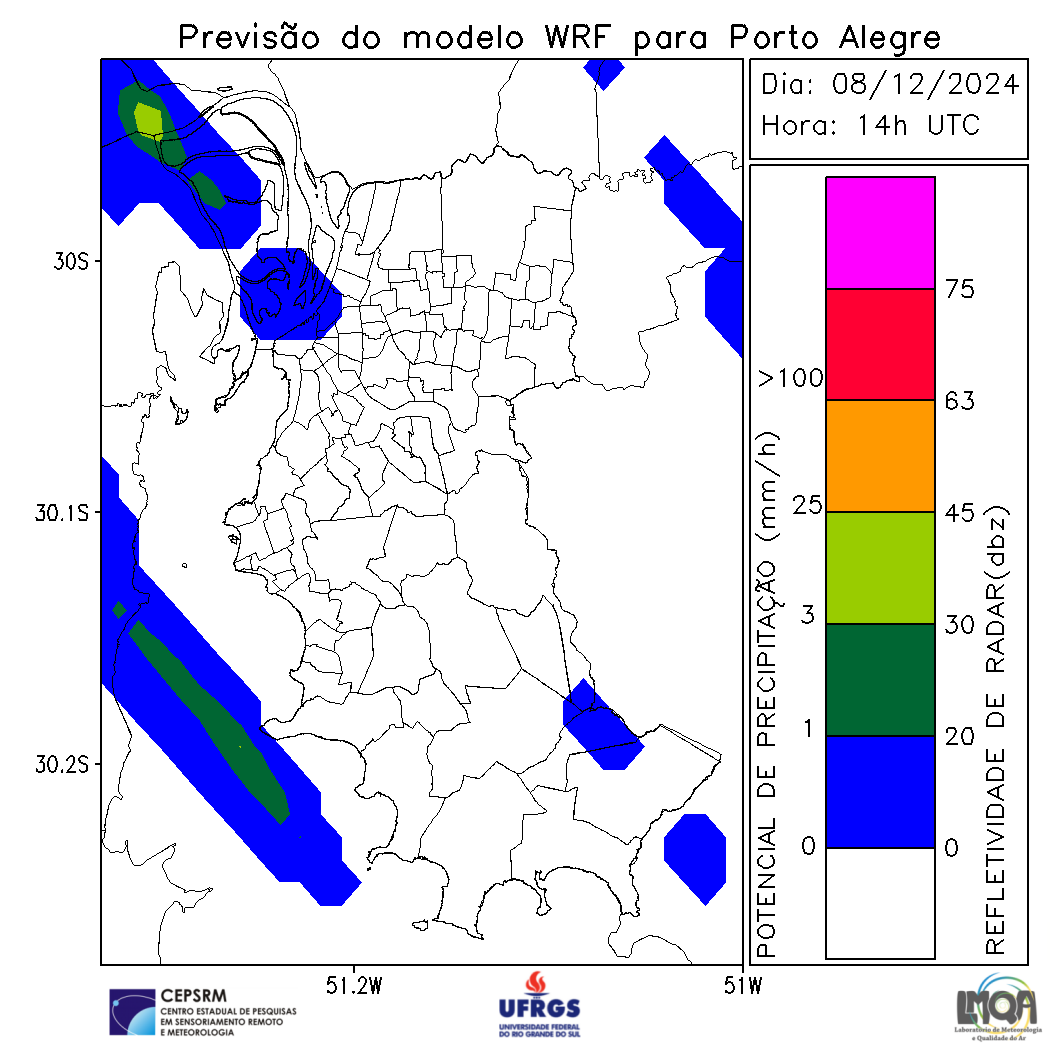 Previsão do modelo WRF para Porto Alegre
Dia: 08/12/2024
Hora: 14h UTC
30S
30.1S
30.2S
51.2W
51W
POTENCIAL DE PRECIPITAÇÃO (mm/h)
>100
25
3
1
0
75
63
45
30
20
0
REFLETIVIDADE DE RADAR(dbz)
CEPSRM
CENTRO ESTADUAL DE PESQUISAS
EM SENSORIAMENTO REMOTO
E METEOROLOGIA
UFRGS
UNIVERSIDADE FEDERAL
DO RIO GRANDE DO SUL
LMQA
Laboratório de Meteorologia
e Qualidade do Ar